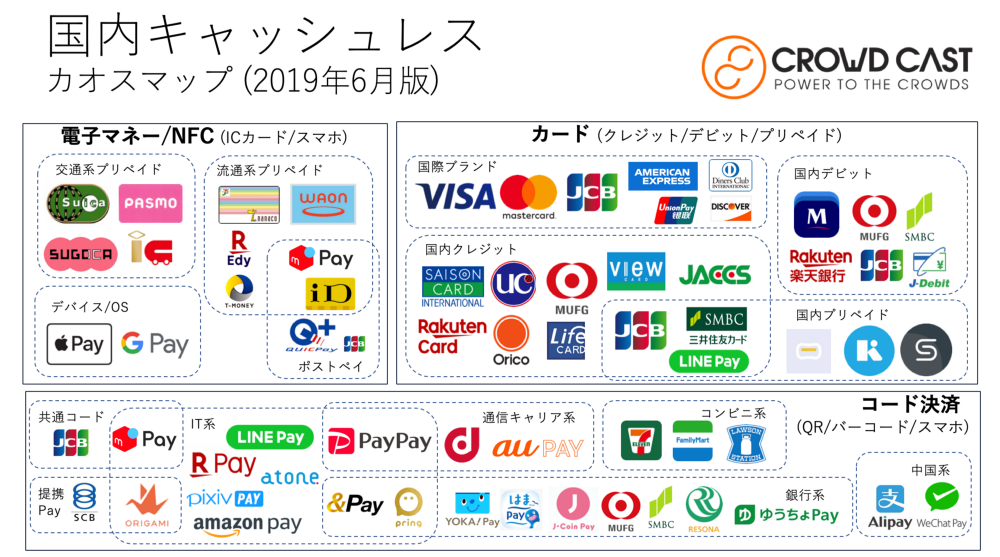 国内キャッシュレス
カオスマップ (2019年6月版)
CROWD CAST
POWER TO THE CROWDS
電子マネー/NFC (ICカード/スマホ)
交通系プリペイド
Suica
PASMO
SUGOCA
流通系プリペイド
nanaco
WAON
R
Edy
T-MONEY
Pay
iD
QUICPay
JCB
ポストペイ
デバイス/OS
Pay
G Pay
カード (クレジット/デビット/プリペイド)
国際ブランド
VISA
mastercard.
JCB
AMERICAN
EXPRESS
Diners Club
INTERNATIONAL
UnionPay
银联
DISCOVER
国内デビット
M
MUFG
SMBC
Rakuten
楽天銀行
JCB
J-Debit
国内クレジット
SAISON
CARD
INTERNATIONAL
UC
MUFG
VIEW
CARD
JACCS
Rakuten
Card
Orico
Life
CARD
JCB
SMBC
三井住友カード
LINE Pay
国内プリペイド
K
S
コード決済
(QR/バーコード/スマホ)
共通コード
JCB
Pay
IT系
LINE Pay
R Pay
atone
pixiv PAY
amazon pay
PayPay
通信キャリア系
d
au PAY
コンビニ系
7
ELEVEN
FamilyMart
LAWSON
STATION
提携
Pay
SCB
ORIGAMI
&Pay
pring
YOKA!Pay
はま
Pay
J
J-Coin Pay
MUFG
SMBC
RESONA
銀行系
ゆうちょPay
中国系
支
Alipay
WeChat Pay